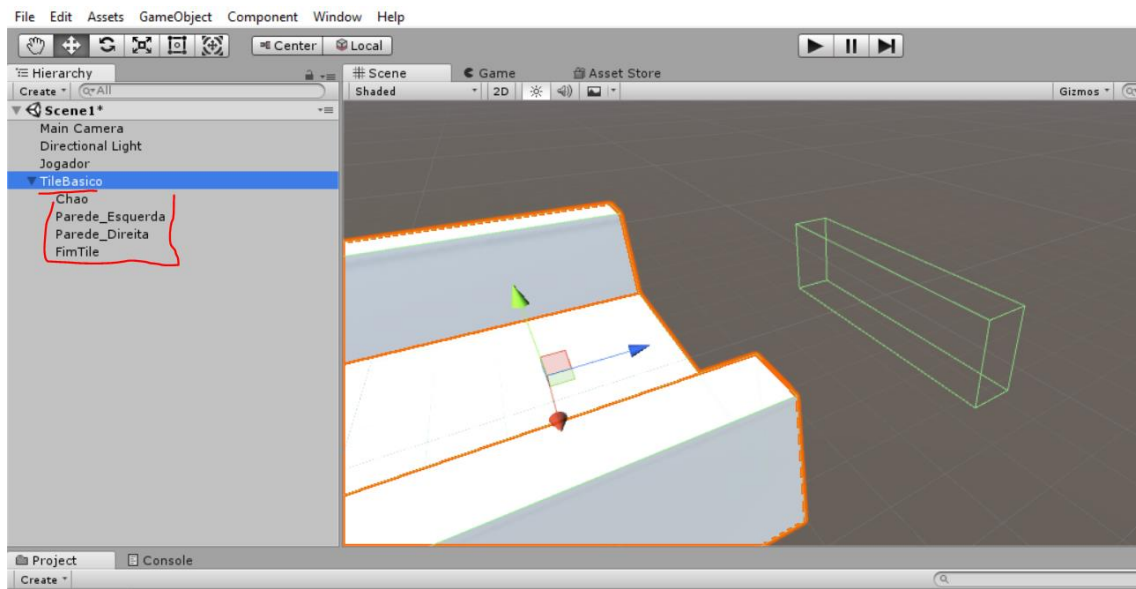 File Edit Assets GameObject Component Window Help
Center Local
Hierarchy
Create All
Scene1*
Main Camera
Directional Light
Jogador
TileBasico
Chao
Parede_Esquerda
Parede_Direita
FimTile
Scene Game Asset Store
Shaded 2D Gizmos
Project Console
Create